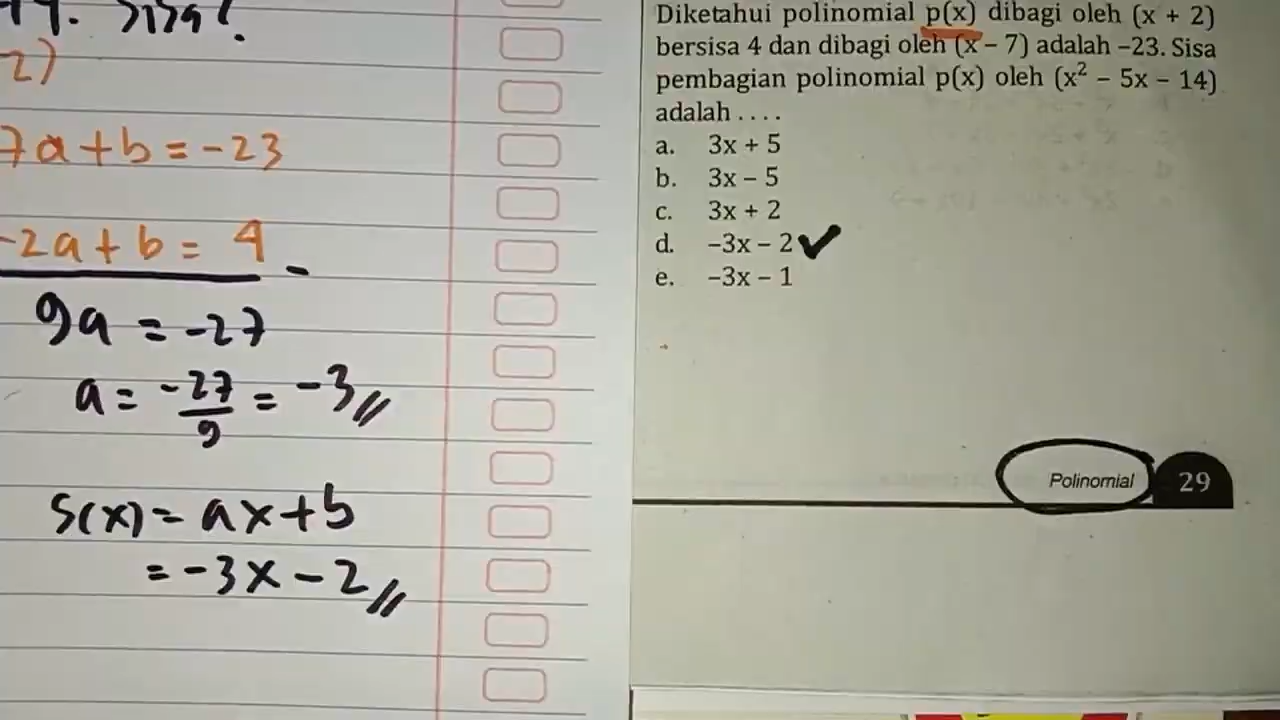 2)
7a + b = -23
-2a + b = 4 -
9a = -27
a = -27/9 = -3 //
S(x) = ax + b
= -3x - 2 //
Diketahui polinomial p(x) dibagi oleh (x + 2)
bersisa 4 dan dibagi oleh (x – 7) adalah –23. Sisa
pembagian polinomial p(x) oleh (x² – 5x – 14)
adalah . . . .
a. 3x + 5
b. 3x – 5
c. 3x + 2
d. –3x – 2 ✔
e. –3x – 1
Polinomial 29